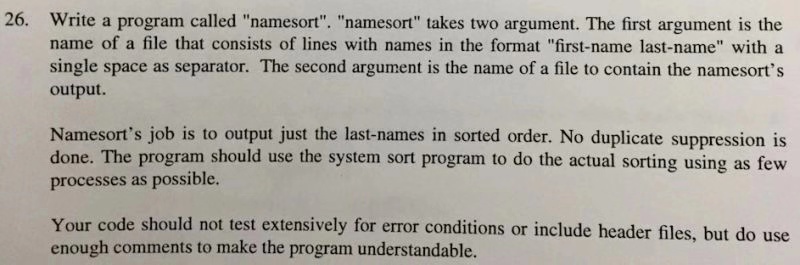 26. Write a program called "namesort". "namesort" takes two argument. The first argument is the
name of a file that consists of lines with names in the format "first-name last-name" with a
single space as separator. The second argument is the name of a file to contain the namesort's
output.
Namesort's job is to output just the last-names in sorted order. No duplicate suppression is
done. The program should use the system sort program to do the actual sorting using as few
processes as possible.
Your code should not test extensively for error conditions or include header files, but do use
enough comments to make the program understandable.